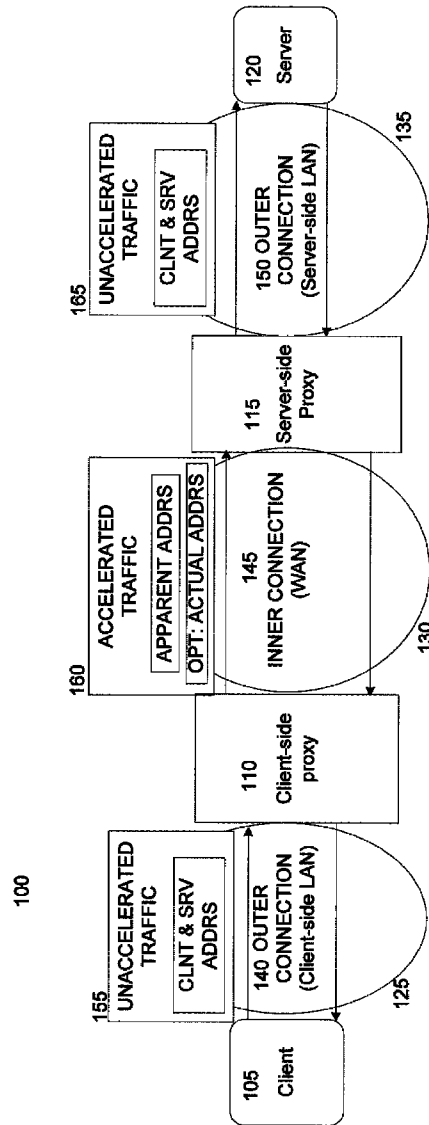 100
155
UNACCELERATED
TRAFFIC
CLNT & SRV
ADDRS
105
Client
140 OUTER
CONNECTION
(Client-side LAN)
125
110
Client-side
proxy
160
ACCELERATED
TRAFFIC
APPARENT ADDRS
OPT: ACTUAL ADDRS
145
INNER CONNECTION
(WAN)
130
115
Server-side
Proxy
165
UNACCELERATED
TRAFFIC
CLNT & SRV
ADDRS
150 OUTER
CONNECTION
(Server-side LAN)
135
120
Server